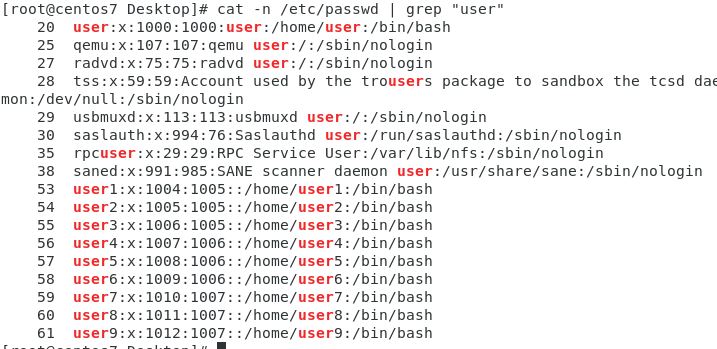 [root@centos7 Desktop]# cat -n /etc/passwd | grep "user"
20 user:x:1000:1000:user:/home/user:/bin/bash
25 qemu:x:107:107:qemu user:/:/sbin/nologin
27 radvd:x:75:75:radvd user:/:/sbin/nologin
28 tss:x:59:59:Account used by the trousers package to sandbox the tcsd dae
mon:/dev/null:/sbin/nologin
29 usbmuxd:x:113:113:usbmuxd user:/:/sbin/nologin
30 saslauth:x:994:76:Saslauthd user:/run/saslauthd:/sbin/nologin
35 rpcuser:x:29:29:RPC Service User:/var/lib/nfs:/sbin/nologin
38 saned:x:991:985:SANE scanner daemon user:/usr/share/sane:/sbin/nologin
53 user1:x:1004:1005::/home/user1:/bin/bash
54 user2:x:1005:1005::/home/user2:/bin/bash
55 user3:x:1006:1005::/home/user3:/bin/bash
56 user4:x:1007:1006::/home/user4:/bin/bash
57 user5:x:1008:1006::/home/user5:/bin/bash
58 user6:x:1009:1006::/home/user6:/bin/bash
59 user7:x:1010:1007::/home/user7:/bin/bash
60 user8:x:1011:1007::/home/user8:/bin/bash
61 user9:x:1012:1007::/home/user9:/bin/bash
[root@centos7 Desktop]#